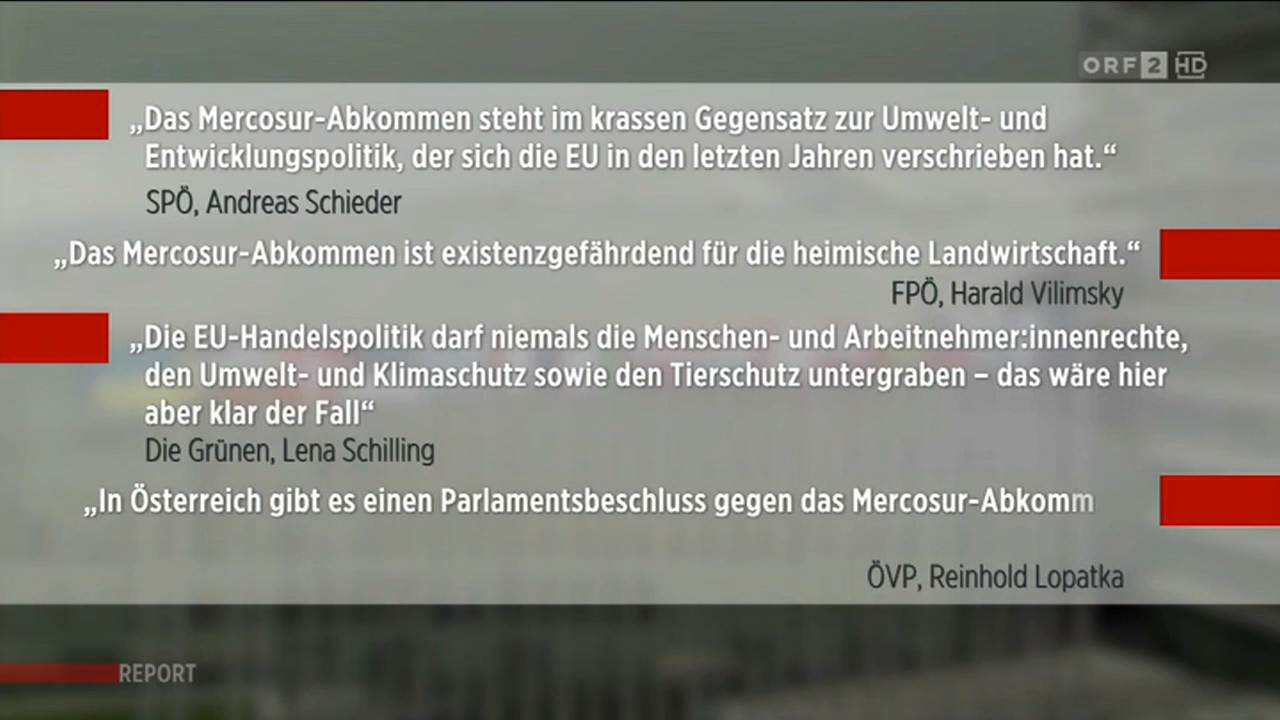 ORF 2 HD
„Das Mercosur-Abkommen steht im krassen Gegensatz zur Umwelt- und
Entwicklungspolitik, der sich die EU in den letzten Jahren verschrieben hat.“
SPÖ, Andreas Schieder
„Das Mercosur-Abkommen ist existenzgefährdend für die heimische Landwirtschaft.“
FPÖ, Harald Vilimsky
„Die EU-Handelspolitik darf niemals die Menschen- und Arbeitnehmer:innenrechte,
den Umwelt- und Klimaschutz sowie den Tierschutz untergraben – das wäre hier
aber klar der Fall“
Die Grünen, Lena Schilling
„In Österreich gibt es einen Parlamentsbeschluss gegen das Mercosur-Abkomm
ÖVP, Reinhold Lopatka
REPORT